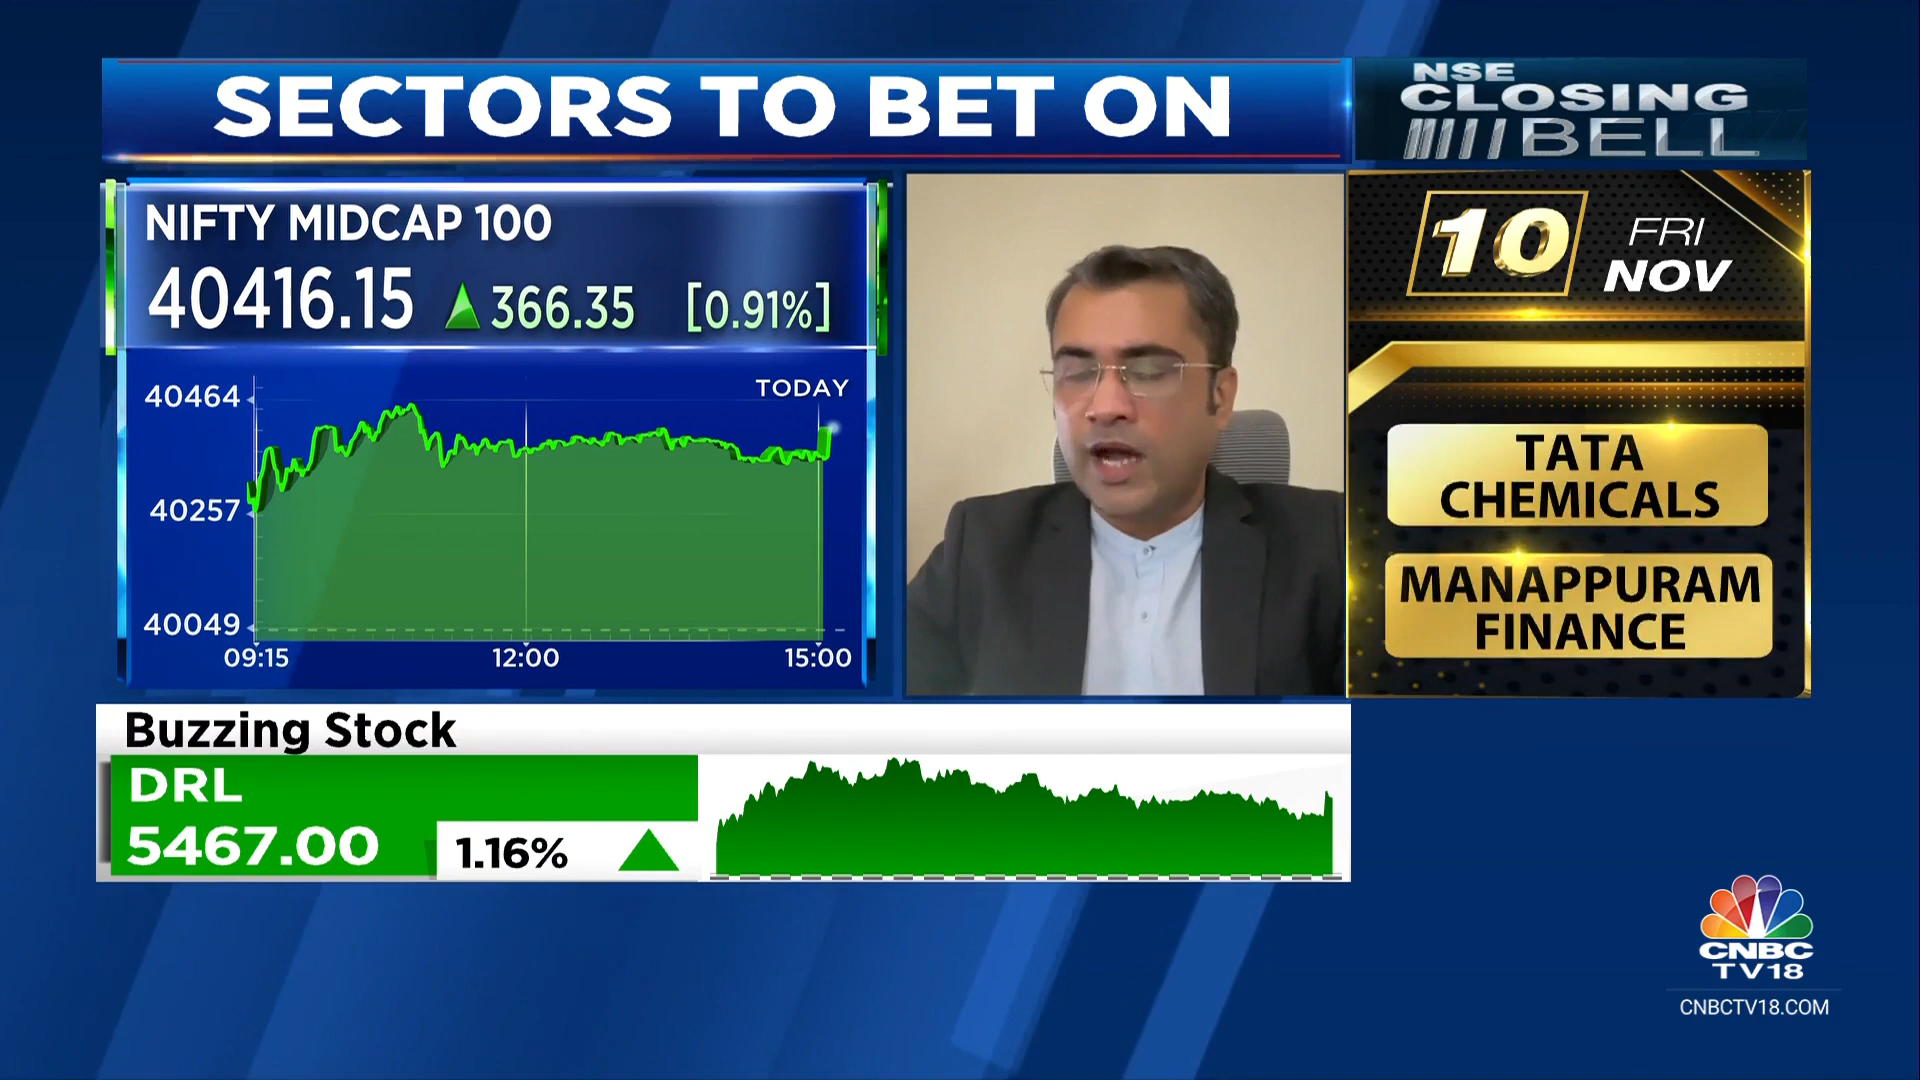 SECTORS TO BET ON
NSE
CLOSING
BELL
NIFTY MIDCAP 100
40416.15 ▲ 366.35 [0.91%]
TODAY
40464
40257
40049
09:15 12:00 15:00
10 FRI
NOV
TATA
CHEMICALS
MANAPPURAM
FINANCE
Buzzing Stock
DRL
5467.00 1.16% ▲
CNBC
TV18
CNBCTV18.COM